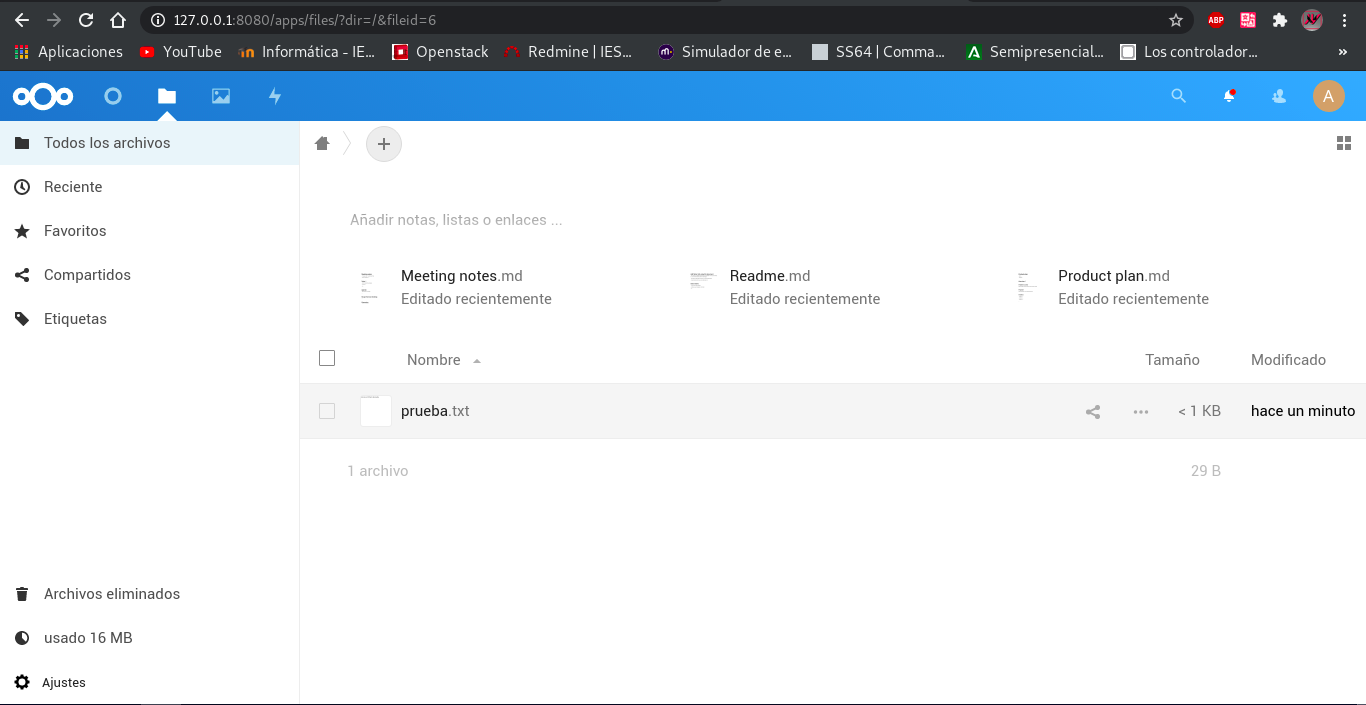 127.0.0.1:8080/apps/files/?dir=/&fileid=6
ABP
Aplicaciones
YouTube
Informática - IE...
Openstack
Redmine | IES...
Simulador de e...
SS64 | Comma...
Semipresencial...
Los controlador...
»
A
Todos los archivos
Reciente
Favoritos
Compartidos
Etiquetas
Añadir notas, listas o enlaces ...
Meeting notes.md
Editado recientemente
Readme.md
Editado recientemente
Product plan.md
Editado recientemente
Nombre
Tamaño
Modificado
prueba.txt
< 1 KB
hace un minuto
1 archivo
29 B
Archivos eliminados
usado 16 MB
Ajustes